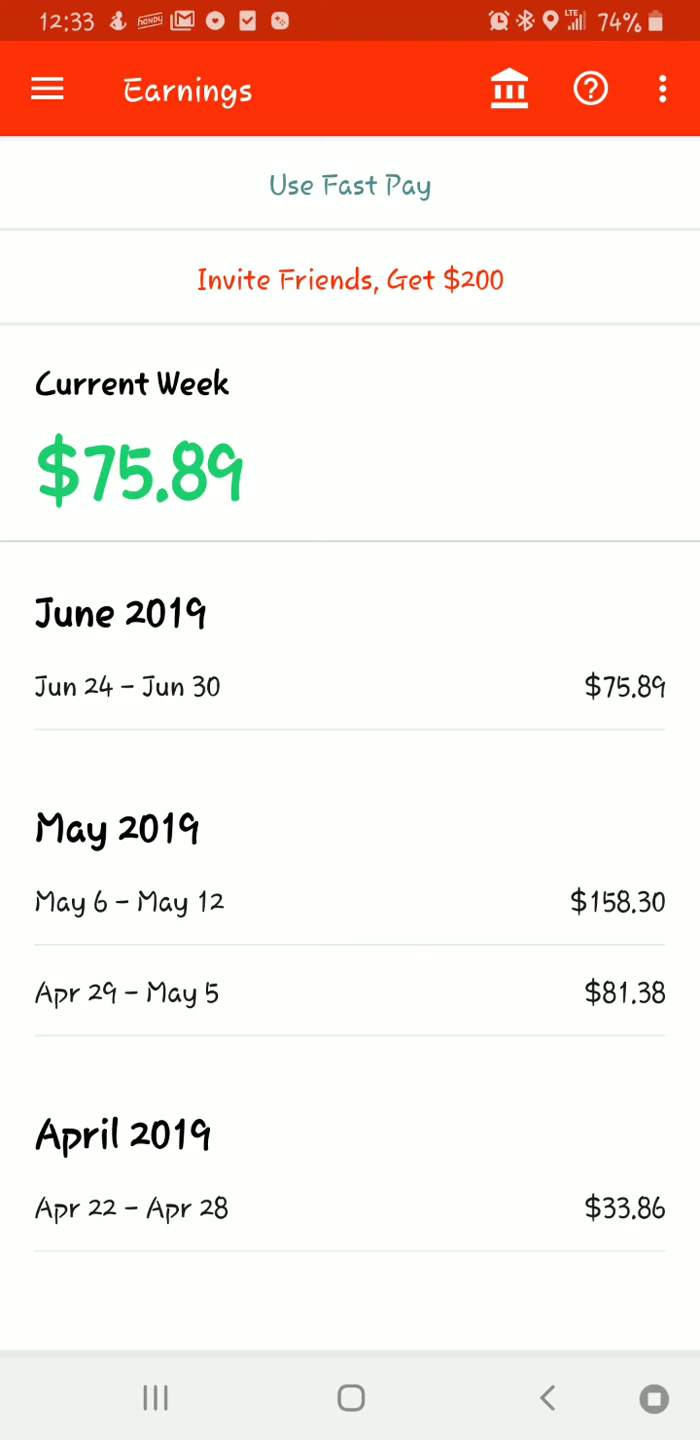 12:33 HANDY LTE 74%
Earnings
Use Fast Pay
Invite Friends, Get $200
Current Week
$75.89
June 2019
Jun 24 – Jun 30 $75.89
May 2019
May 6 – May 12 $158.30
Apr 29 – May 5 $81.38
April 2019
Apr 22 – Apr 28 $33.86